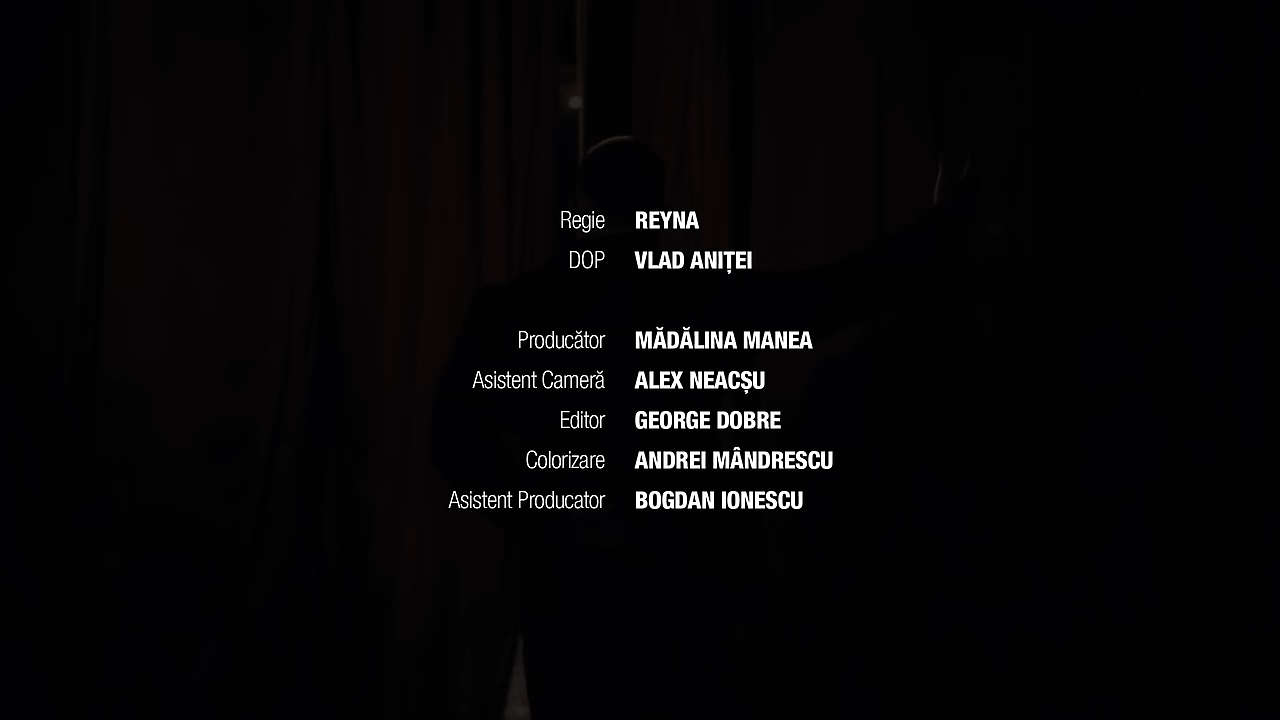 Regie REYNA
DOP VLAD ANIȚEI
Producător MĂDĂLINA MANEA
Asistent Cameră ALEX NEACȘU
Editor GEORGE DOBRE
Colorizare ANDREI MÂNDRESCU
Asistent Producator BOGDAN IONESCU